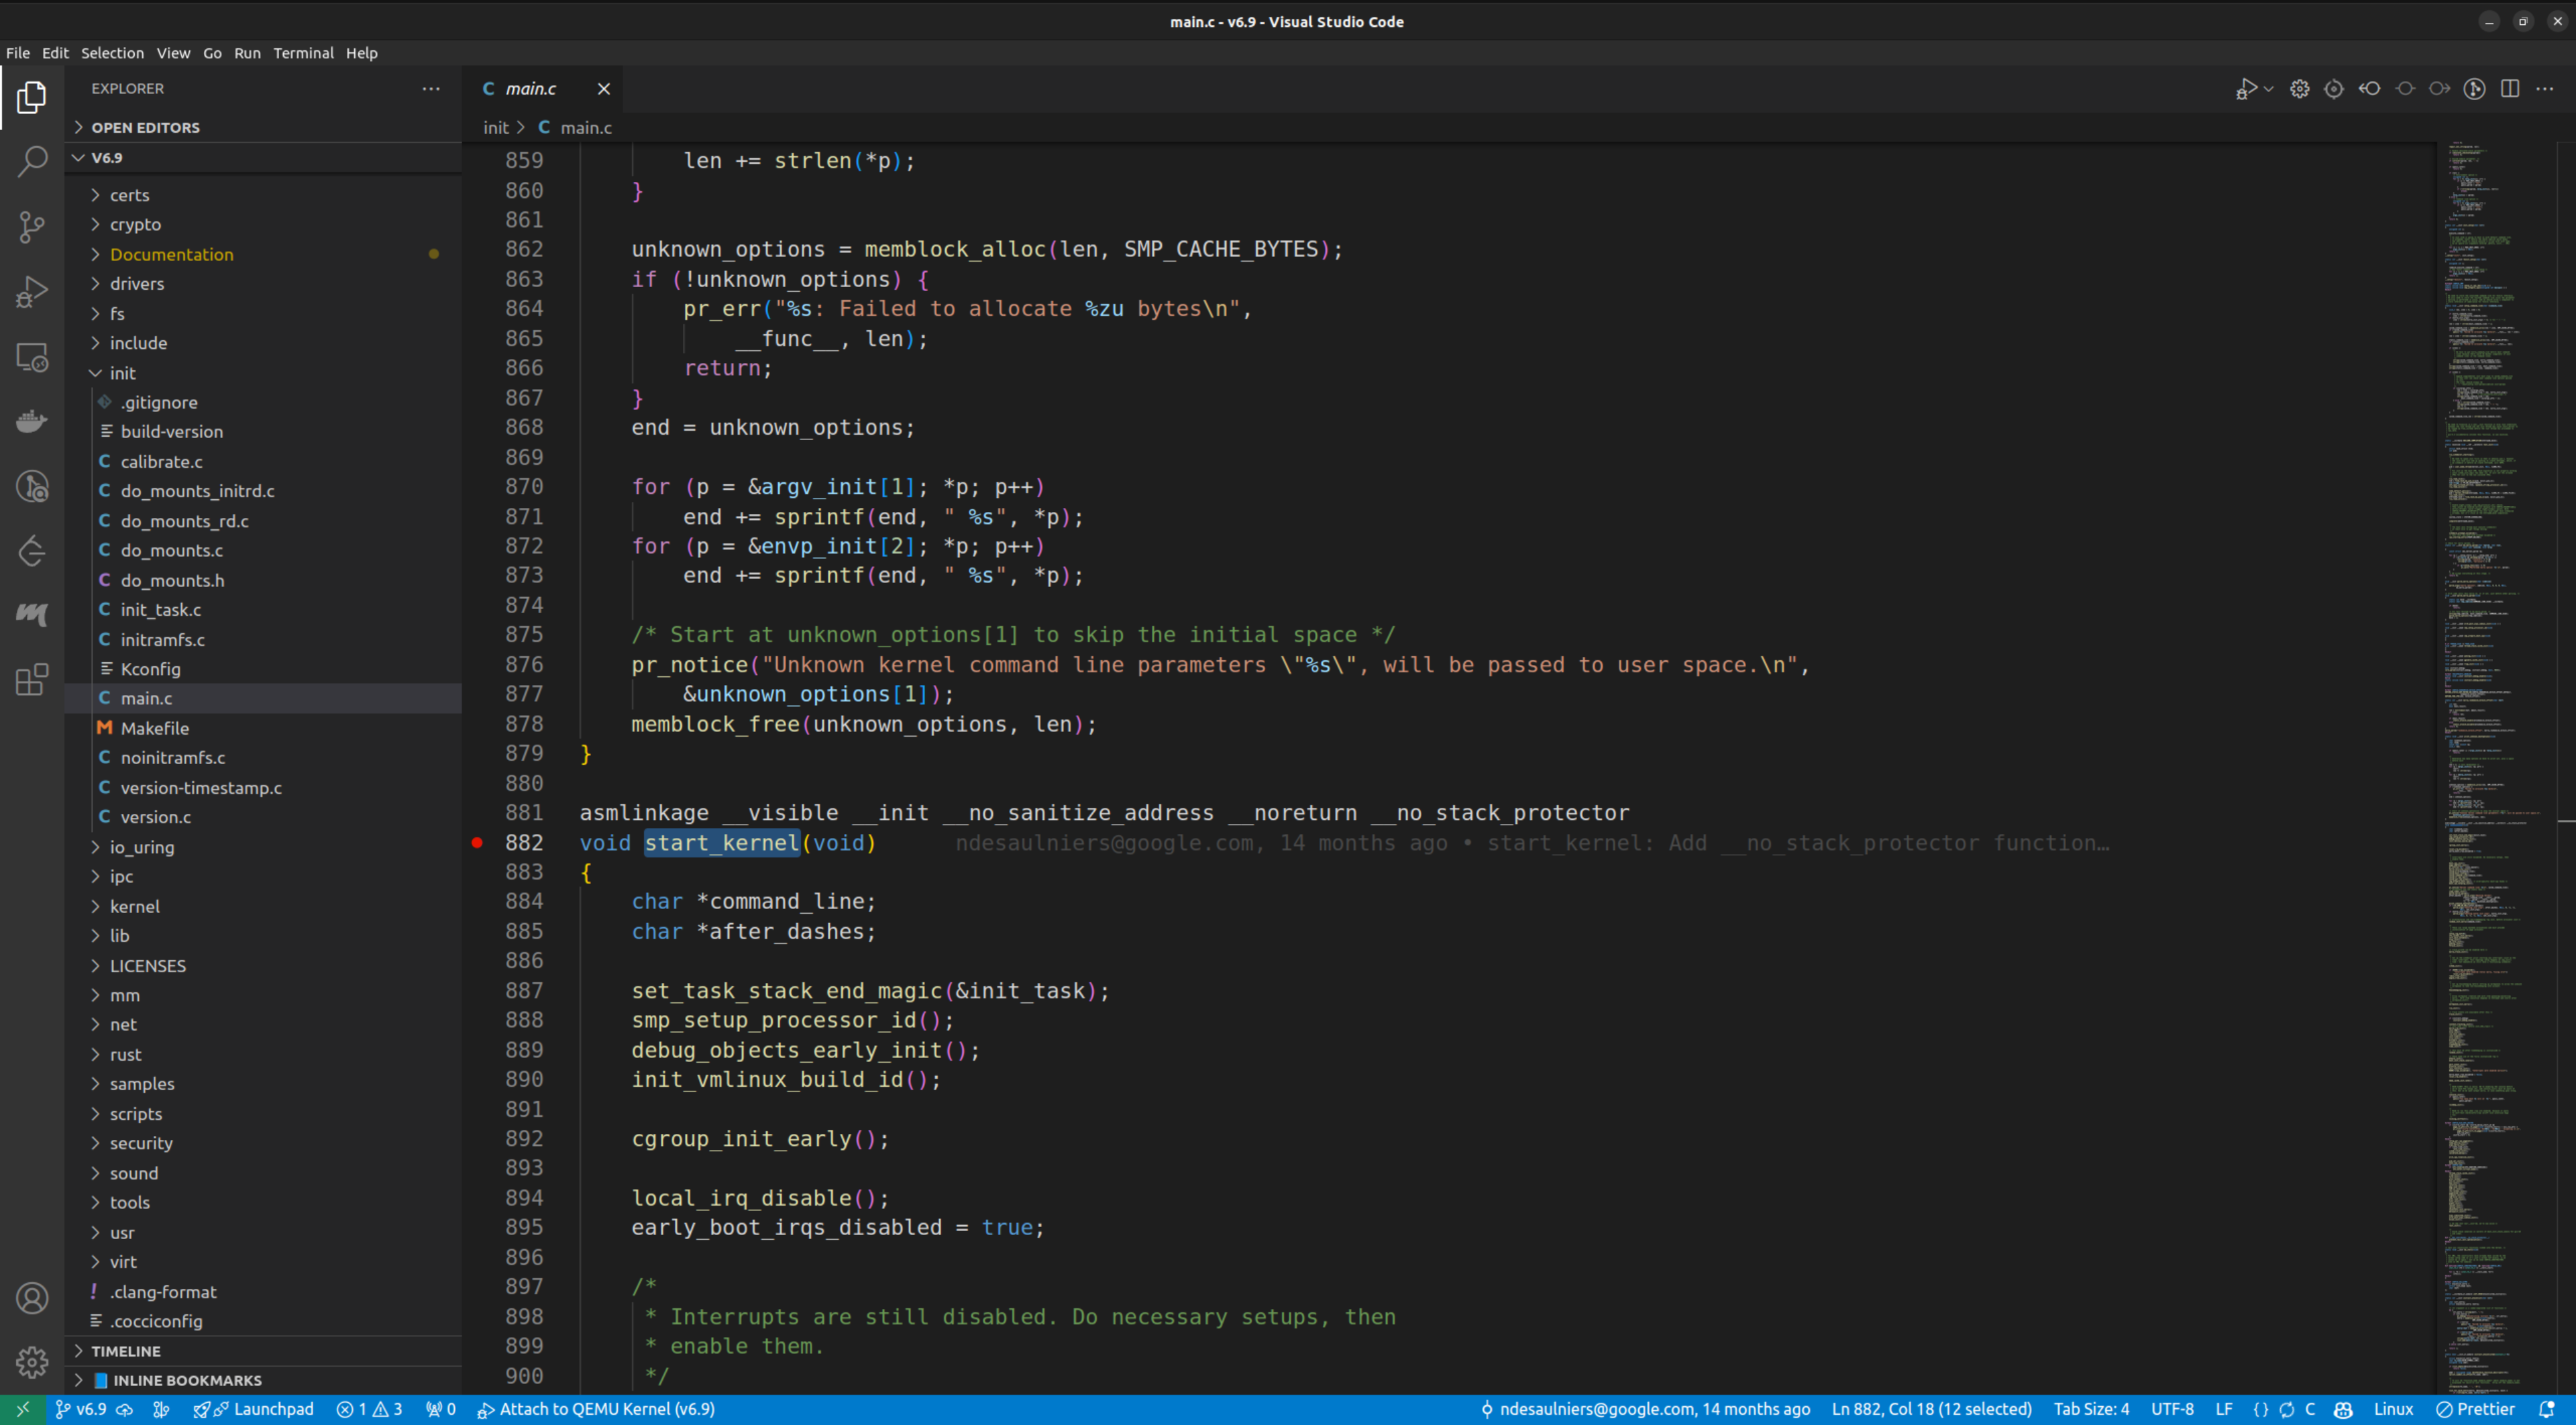 main.c - v6.9 - Visual Studio Code
File Edit Selection View Go Run Terminal Help
EXPLORER
OPEN EDITORS
V6.9
certs
crypto
Documentation
drivers
fs
include
init
.gitignore
build-version
calibrate.c
do_mounts_initrd.c
do_mounts_rd.c
do_mounts.c
do_mounts.h
init_task.c
initramfs.c
Kconfig
main.c
Makefile
noinitramfs.c
version-timestamp.c
version.c
io_uring
ipc
kernel
lib
LICENSES
mm
net
rust
samples
scripts
security
sound
tools
usr
virt
.clang-format
.cocciconfig
TIMELINE
INLINE BOOKMARKS
C main.c
init > C main.c
859 len += strlen(*p);
860 }
861
862 unknown_options = memblock_alloc(len, SMP_CACHE_BYTES);
863 if (!unknown_options) {
864 pr_err("%s: Failed to allocate %zu bytes\n",
865 __func__, len);
866 return;
867 }
868 end = unknown_options;
869
870 for (p = &argv_init[1]; *p; p++)
871 end += sprintf(end, " %s", *p);
872 for (p = &envp_init[2]; *p; p++)
873 end += sprintf(end, " %s", *p);
874
875 /* Start at unknown_options[1] to skip the initial space */
876 pr_notice("Unknown kernel command line parameters \"%s\", will be passed to user space.\n",
877 &unknown_options[1]);
878 memblock_free(unknown_options, len);
879 }
880
881 asmlinkage __visible __init __no_sanitize_address __noreturn __no_stack_protector
882 void start_kernel(void) ndesaulniers@google.com, 14 months ago • start_kernel: Add __no_stack_protector function…
883 {
884 char *command_line;
885 char *after_dashes;
886
887 set_task_stack_end_magic(&init_task);
888 smp_setup_processor_id();
889 debug_objects_early_init();
890 init_vmlinux_build_id();
891
892 cgroup_init_early();
893
894 local_irq_disable();
895 early_boot_irqs_disabled = true;
896
897 /*
898 * Interrupts are still disabled. Do necessary setups, then
899 * enable them.
900 */
v6.9 Launchpad 1 3 0 Attach to QEMU Kernel (v6.9) ndesaulniers@google.com, 14 months ago Ln 882, Col 18 (12 selected) Tab Size: 4 UTF-8 LF {} C Linux Prettier